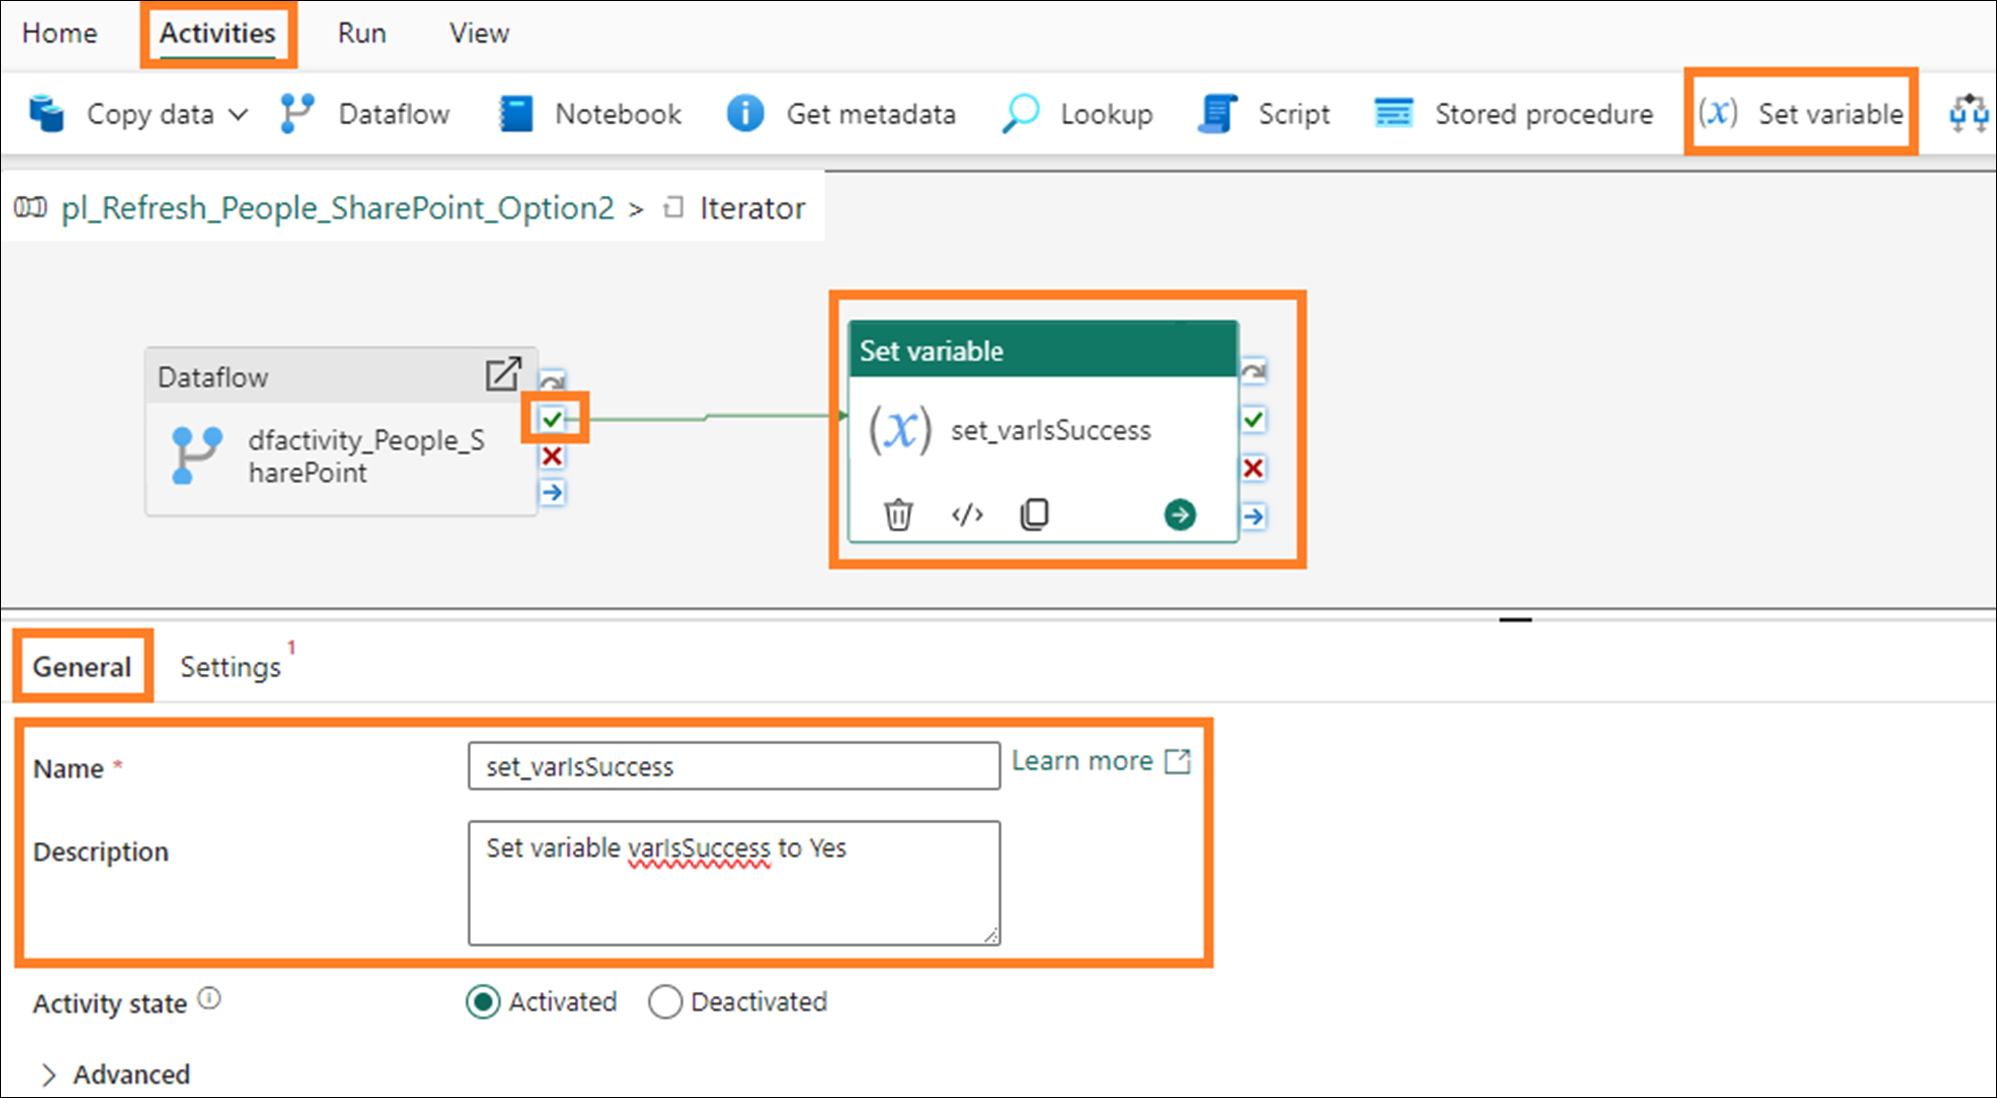 Home Activities Run View
Copy data Dataflow Notebook Get metadata Lookup Script Stored procedure (x) Set variable
pl_Refresh_People_SharePoint_Option2 > Iterator
Set variable
Dataflow
(x) set_varIsSuccess
dfactivity_People_S
harePoint
</>
General Settings 1
Name * set_varIsSuccess Learn more
Description Set variable varIsSuccess to Yes
Activity state Activated Deactivated
Advanced